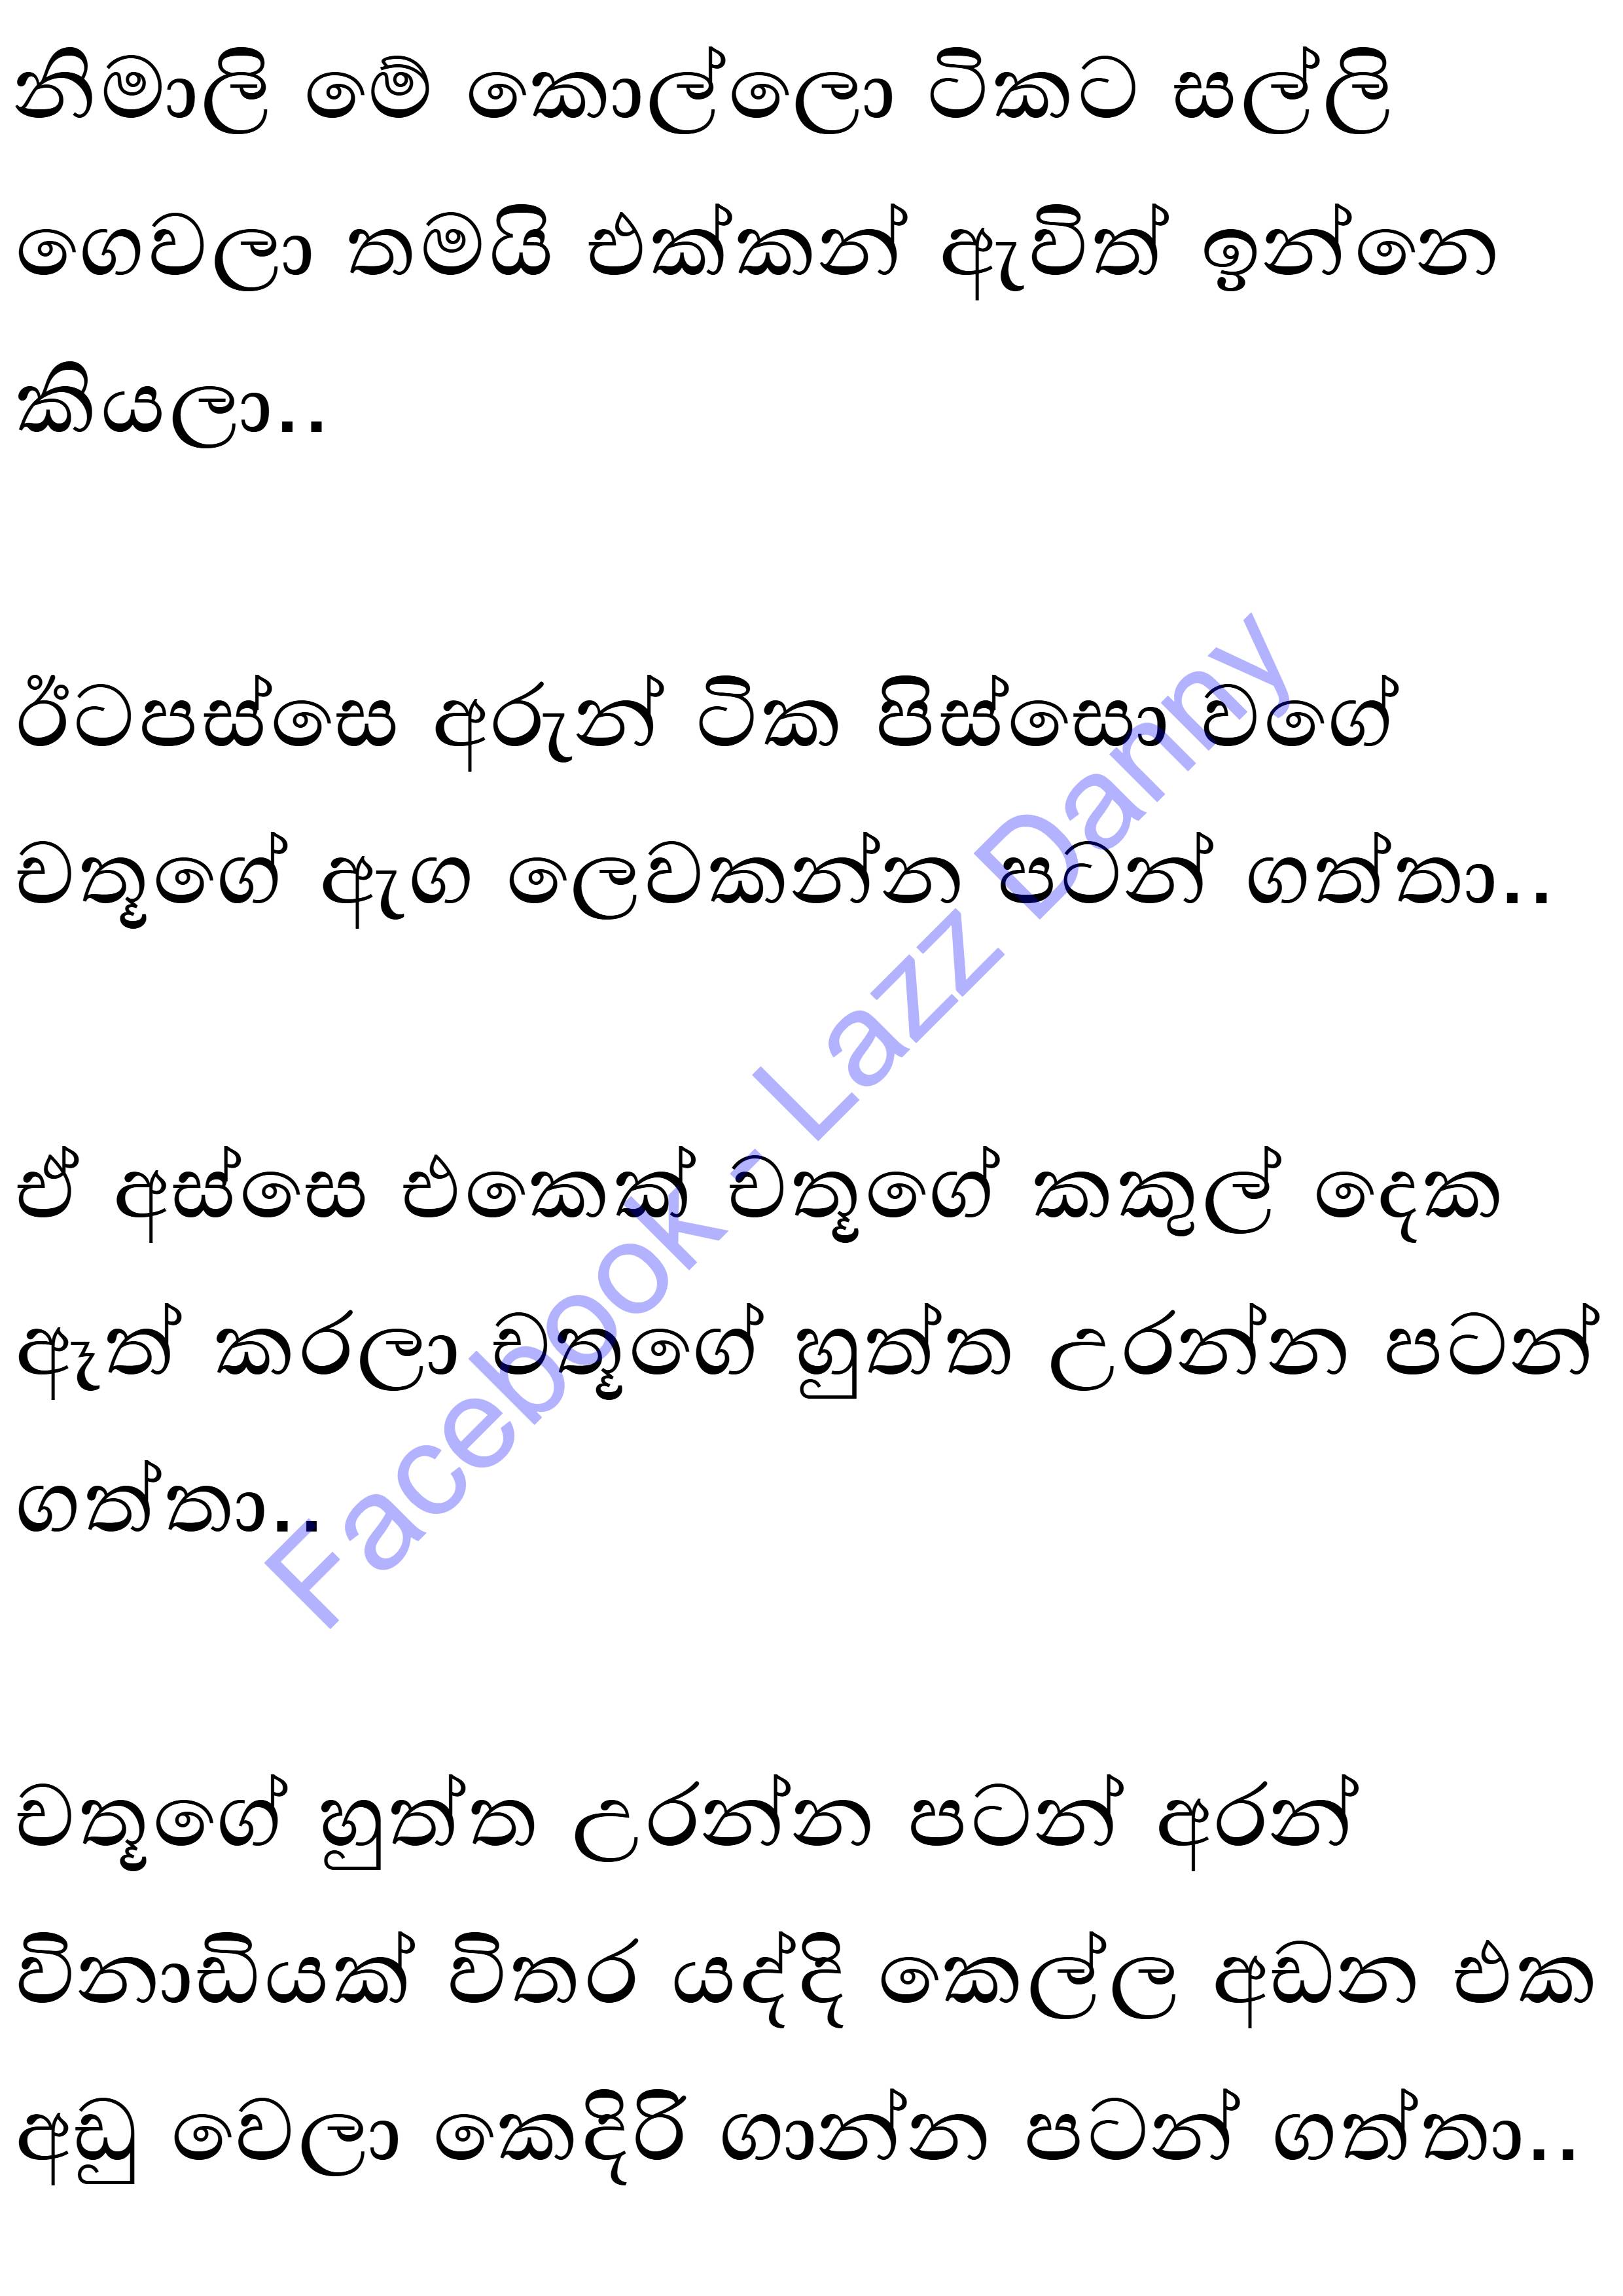 නිමාලි මේ කොල්ලො ටිකට සල්ලි
ගෙවලා තමයි එක්කන් ඇවිත් ඉන්නෙ
කියලා..
ඊටපස්සෙ අරුන් ටික පිස්සො වගේ
චතූගේ ඇග ලෙවකන්න පටන් ගත්තා..
ඒ අස්සෙ එකෙක් චතූගේ කකුල් දෙක
ඈත් කරලා චතූගේ හුත්ත උරන්න පටන්
ගත්තා..
චතූගේ හුත්ත උරන්න පටන් අරන්
විනාඩියක් විතර යද්දි කෙල්ල අඩන එක
අඩු වෙලා කෙදිරි ගාන්න පටන් ගත්තා..
Facebook - Lazz Danny